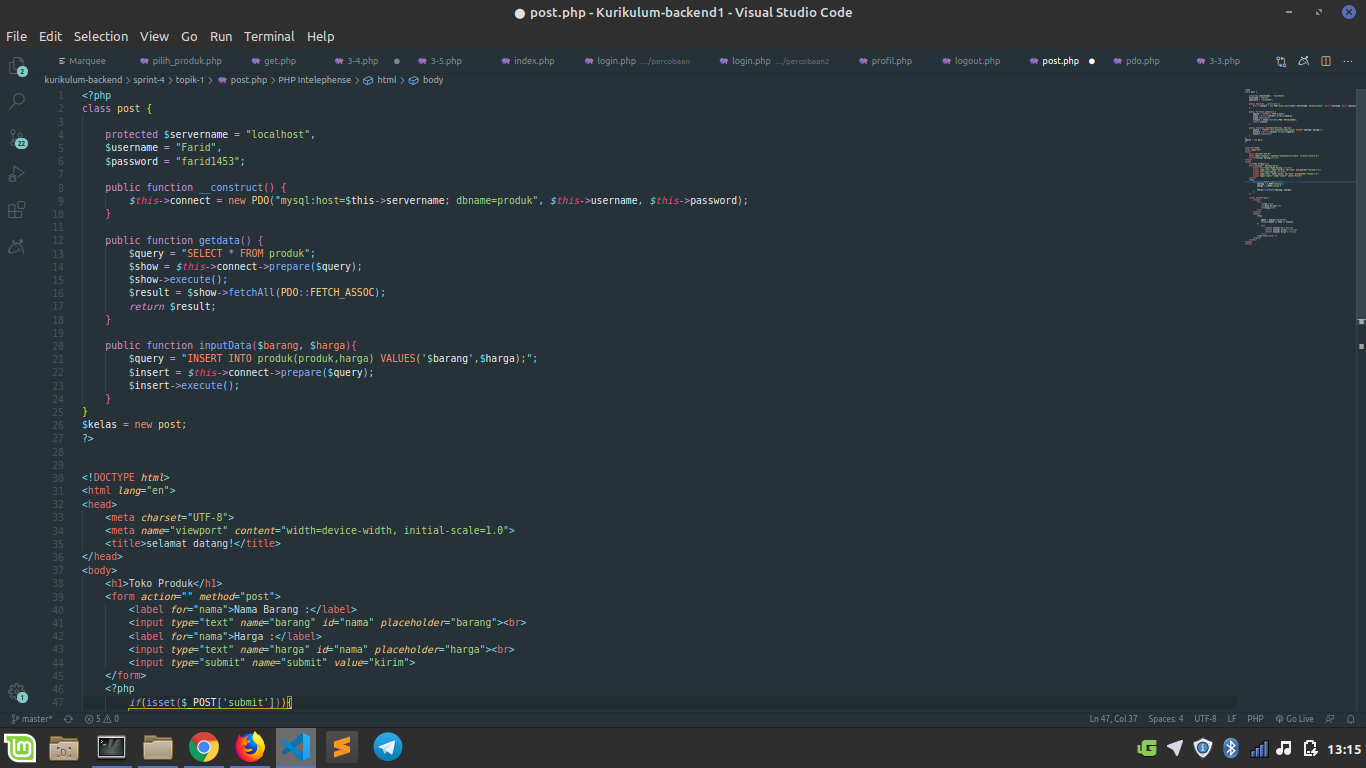 ● post.php - Kurikulum-backend1 - Visual Studio Code
File Edit Selection View Go Run Terminal Help
Marquee pilih_produk.php get.php 3-4.php ● 3-5.php index.php login.php .../percobaan login.php .../percobaan2 profil.php logout.php post.php ● pdo.php 3-3.php
kurikulum-backend > sprint-4 > topik-1 > post.php > PHP Intelephense > html > body
1 <?php
2 class post {
3
4     protected $servername = "localhost",
5     $username = "Farid",
6     $password = "farid1453";
7
8     public function __construct() {
9         $this->connect = new PDO("mysql:host=$this->servername; dbname=produk", $this->username, $this->password);
10     }
11
12     public function getdata() {
13         $query = "SELECT * FROM produk";
14         $show = $this->connect->prepare($query);
15         $show->execute();
16         $result = $show->fetchAll(PDO::FETCH_ASSOC);
17         return $result;
18     }
19
20     public function inputData($barang, $harga){
21         $query = "INSERT INTO produk(produk,harga) VALUES('$barang',$harga);";
22         $insert = $this->connect->prepare($query);
23         $insert->execute();
24     }
25 }
26 $kelas = new post;
27 ?>
28
29
30 <!DOCTYPE html>
31 <html lang="en">
32 <head>
33     <meta charset="UTF-8">
34     <meta name="viewport" content="width=device-width, initial-scale=1.0">
35     <title>selamat datang!</title>
36 </head>
37 <body>
38     <h1>Toko Produk</h1>
39     <form action="" method="post">
40         <label for="nama">Nama Barang :</label>
41         <input type="text" name="barang" id="nama" placeholder="barang"><br>
42         <label for="nama">Harga :</label>
43         <input type="text" name="harga" id="nama" placeholder="harga"><br>
44         <input type="submit" name="submit" value="kirim">
45     </form>
46     <?php
47         if(isset($_POST['submit'])){
2
22
1
master* 5 0 Ln 47, Col 37 Spaces: 4 UTF-8 LF PHP Go Live
13:15